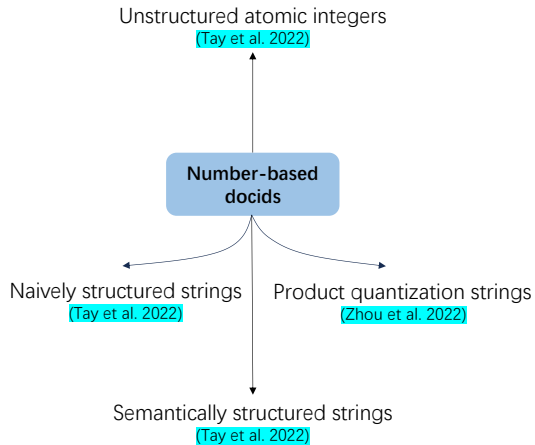 Unstructured atomic integers
(Tay et al. 2022)
Number-based
docids
Naively structured strings
(Tay et al. 2022)
Product quantization strings
(Zhou et al. 2022)
Semantically structured strings
(Tay et al. 2022)